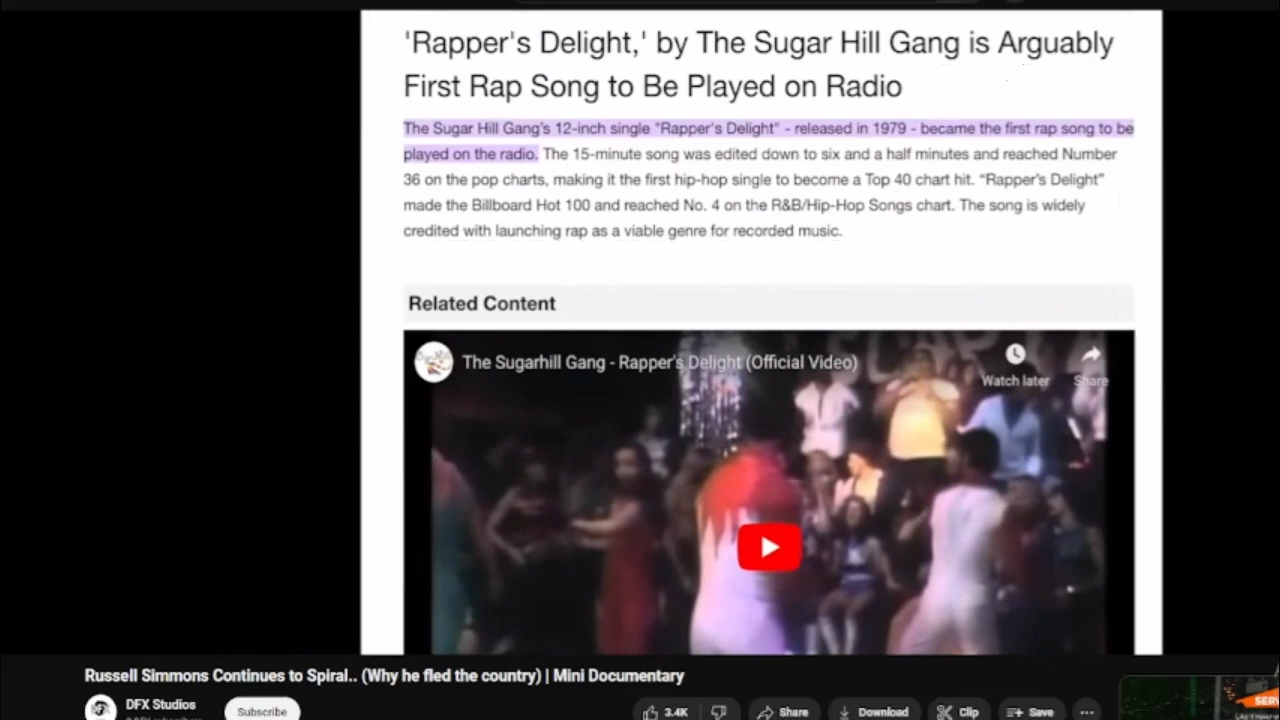 'Rapper's Delight,' by The Sugar Hill Gang is Arguably
First Rap Song to Be Played on Radio
The Sugar Hill Gang's 12-inch single "Rapper's Delight" - released in 1979 - became the first rap song to be
played on the radio. The 15-minute song was edited down to six and a half minutes and reached Number
36 on the pop charts, making it the first hip-hop single to become a Top 40 chart hit. “Rapper's Delight”
made the Billboard Hot 100 and reached No. 4 on the R&B/Hip-Hop Songs chart. The song is widely
credited with launching rap as a viable genre for recorded music.
Related Content
The Sugarhill Gang - Rapper's Delight (Official Video)
Watch later
Share
Russell Simmons Continues to Spiral.. (Why he fled the country) | Mini Documentary
DFX Studios
Subscribe
3.4K
Share
Download
Clip
Save